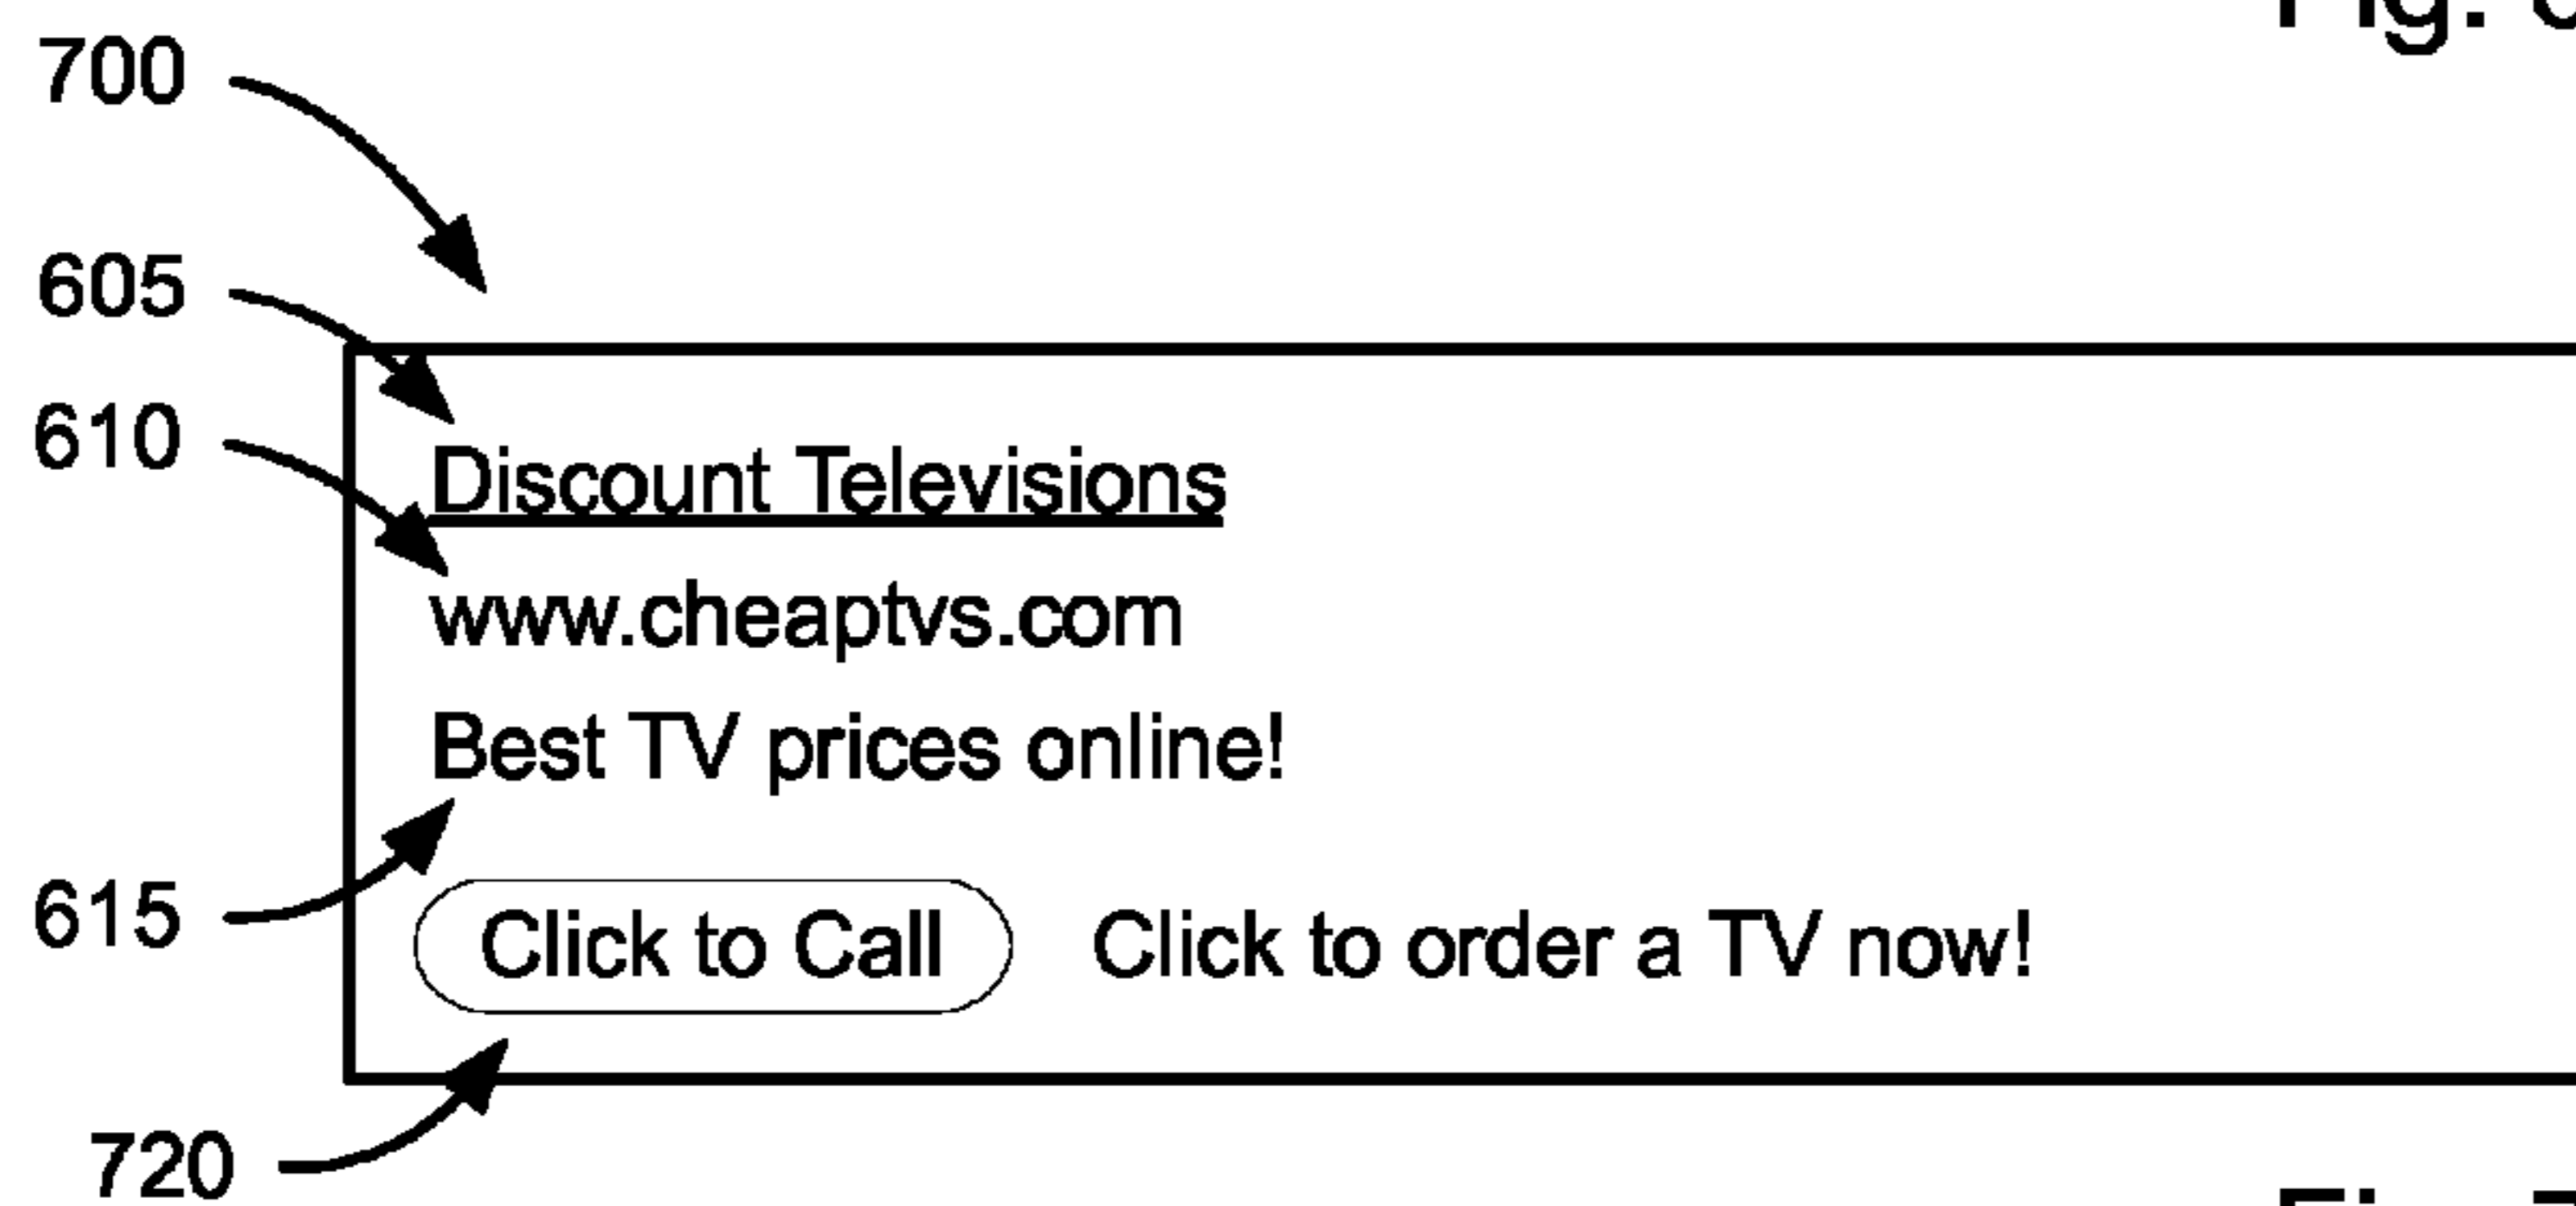 Fig.
700
605
610
Discount Televisions
www.cheaptvs.com
Best TV prices online!
615
Click to Call Click to order a TV now!
720